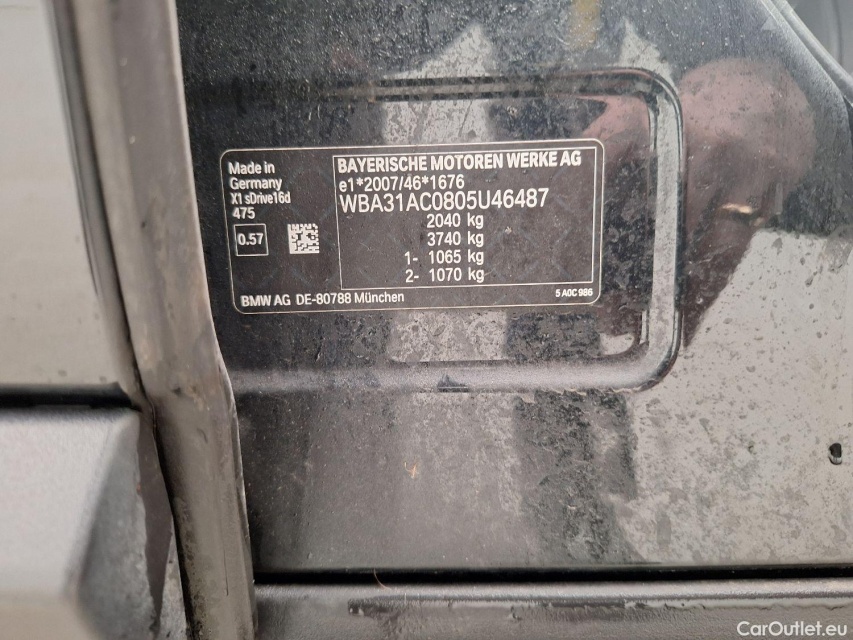 Made in
Germany
X1 sDrive16d
475
0.57
BAYERISCHE MOTOREN WERKE AG
e1*2007/46*1676
WBA31AC0805U46487
2040 kg
3740 kg
1- 1065 kg
2- 1070 kg
BMW AG DE-80788 München
5 A0C 986
CarOutlet.eu